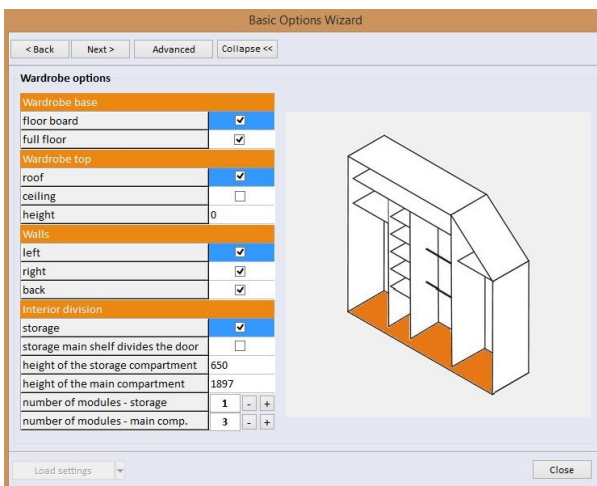 Basic Options Wizard
< Back Next > Advanced Collapse <<
Wardrobe options
Wardrobe base
floor board
full floor
Wardrobe top
roof
ceiling
height 0
Walls
left
right
back
Interior division
storage
storage main shelf divides the door
height of the storage compartment 650
height of the main compartment 1897
number of modules - storage 1 - +
number of modules - main comp. 3 - +
Load settings Close